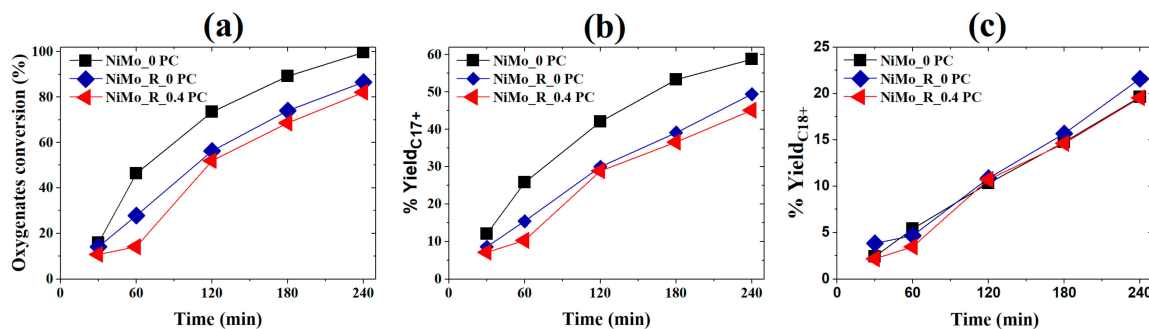 (a)
Oxygenates conversion (%)
100
80
60
40
20
0
NiMo_0 PC
NiMo_R_0 PC
NiMo_R_0.4 PC
0 60 120 180 240
Time (min)
(b)
% Yield_C17+
60
50
40
30
20
10
0
NiMo_0 PC
NiMo_R_0 PC
NiMo_R_0.4 PC
0 60 120 180 240
Time (min)
(c)
% Yield_C18+
25
20
15
10
5
0
NiMo_0 PC
NiMo_R_0 PC
NiMo_R_0.4 PC
0 60 120 180 240
Time (min)